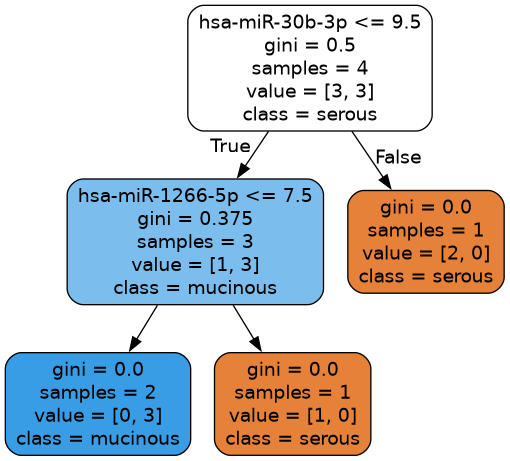 hsa-miR-30b-3p <= 9.5
gini = 0.5
samples = 4
value = [3, 3]
class = serous
True
False
hsa-miR-1266-5p <= 7.5
gini = 0.375
samples = 3
value = [1, 3]
class = mucinous
gini = 0.0
samples = 1
value = [2, 0]
class = serous
gini = 0.0
samples = 2
value = [0, 3]
class = mucinous
gini = 0.0
samples = 1
value = [1, 0]
class = serous